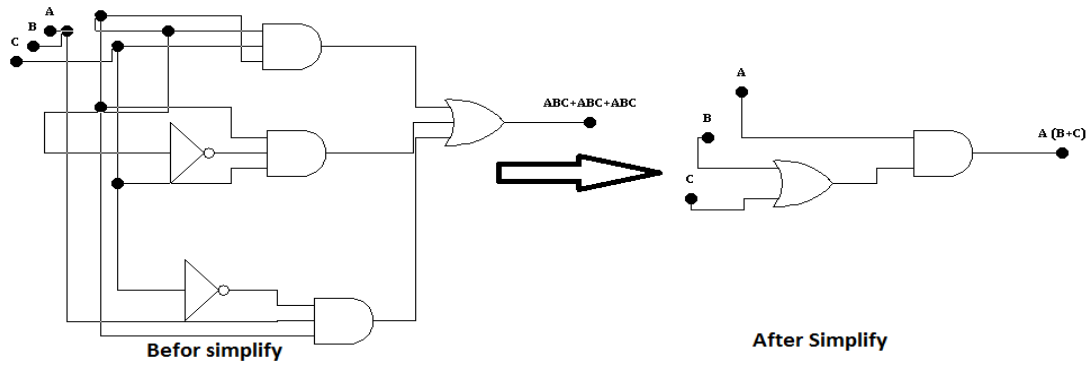 A
B
C
ABC+ABC+ABC
Befor simplify
A
B
C
A (B+C)
After Simplify